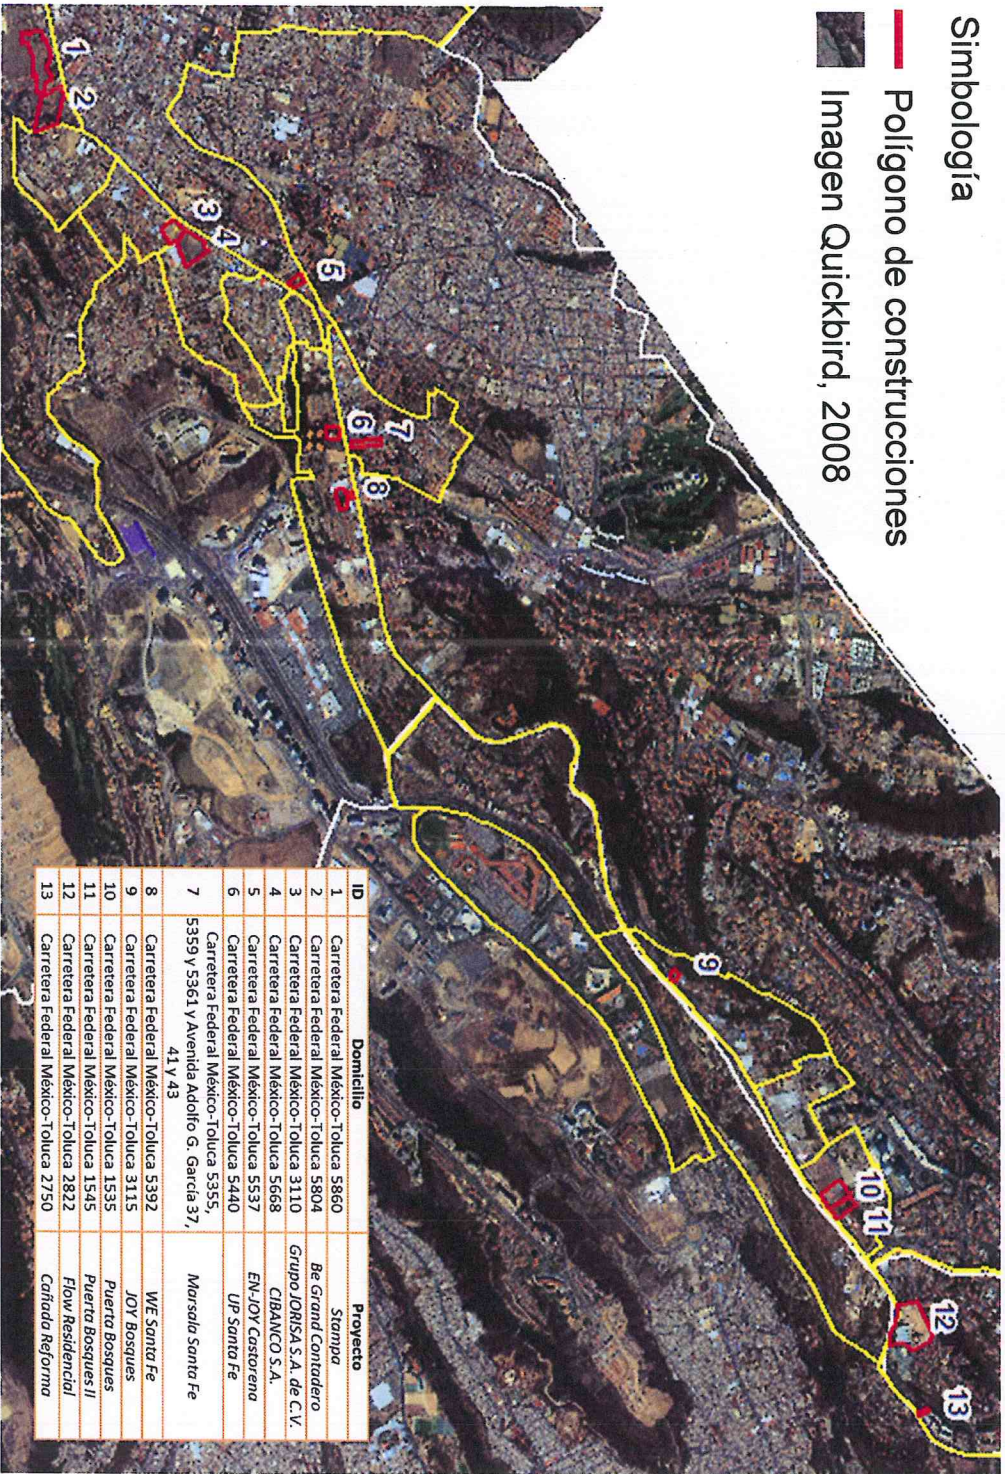 Simbología
Polígono de construcciones
Imagen Quickbird, 2008
1
2
3
4
5
6
7
8
9
10
11
12
13
ID Domicilio Proyecto
1 Carretera Federal México-Toluca 5860 Stampa
2 Carretera Federal México-Toluca 5804 Be Grand Contadero
3 Carretera Federal México-Toluca 3110 Grupo IORISA S.A. de C.V.
4 Carretera Federal México-Toluca 5668 CIBANCO S.A.
5 Carretera Federal México-Toluca 5537 EN-JOY Castorena
6 Carretera Federal México-Toluca 5440 UP Santa Fe
Carretera Federal México-Toluca 5355,
7 5359 y 5361 y Avenida Adolfo G. García 37, Marsala Santa Fe
41 y 43
8 Carretera Federal México-Toluca 5392 WE Santa Fe
9 Carretera Federal México-Toluca 3115 JOY Bosques
10 Carretera Federal México-Toluca 1535 Puerta Bosques
11 Carretera Federal México-Toluca 1545 Puerta Bosques II
12 Carretera Federal México-Toluca 2822 Flow Residencial
13 Carretera Federal México-Toluca 2750 Cañada Reforma